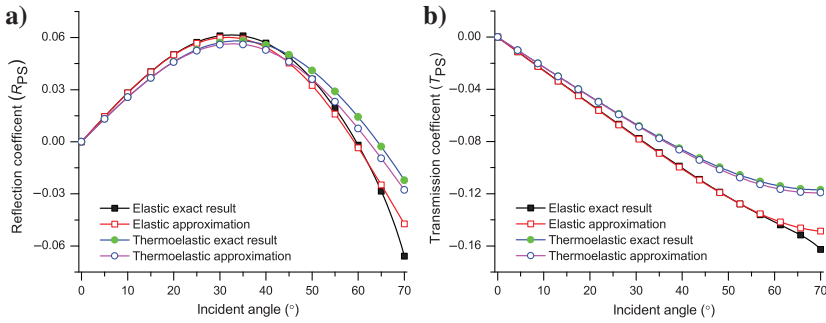 a)
Reflection coefficent (RPS)
0.06
0.03
0.00
−0.03
−0.06
Elastic exact result
Elastic approximation
Thermoelastic exact result
Thermoelastic approximation
0 10 20 30 40 50 60 70
Incident angle (°)
b)
Transmission coefficent (TPS)
0.00
−0.04
−0.08
−0.12
−0.16
Elastic exact result
Elastic approximation
Thermoelastic exact result
Thermoelastic approximation
0 10 20 30 40 50 60 70
Incident angle (°)